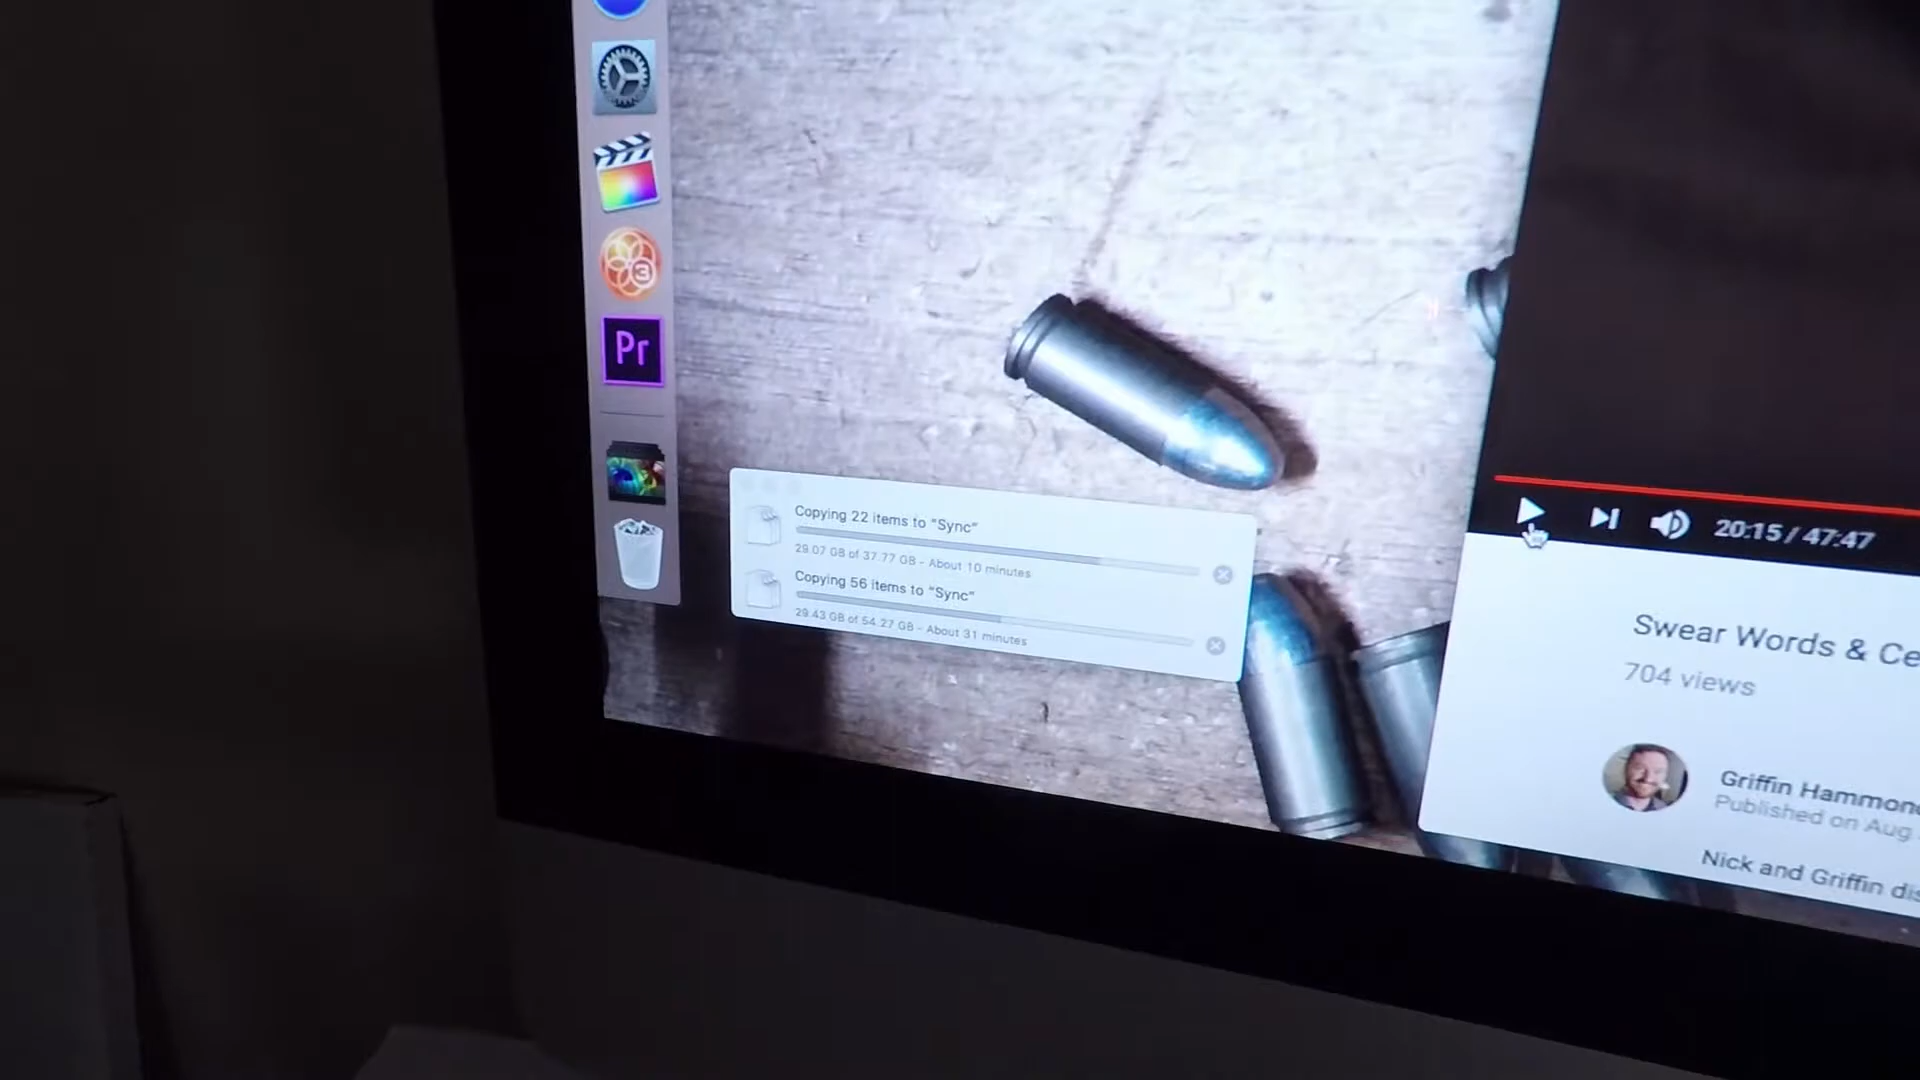 3
Pr
Copying 22 items to "Sync"
29.07 GB of 37.77 GB - About 10 minutes
Copying 56 items to "Sync"
29.43 GB of 54.27 GB - About 31 minutes
20:15 / 47:47
Swear Words & Ce
704 views
Griffin Hammond
Published on Aug
Nick and Griffin dis